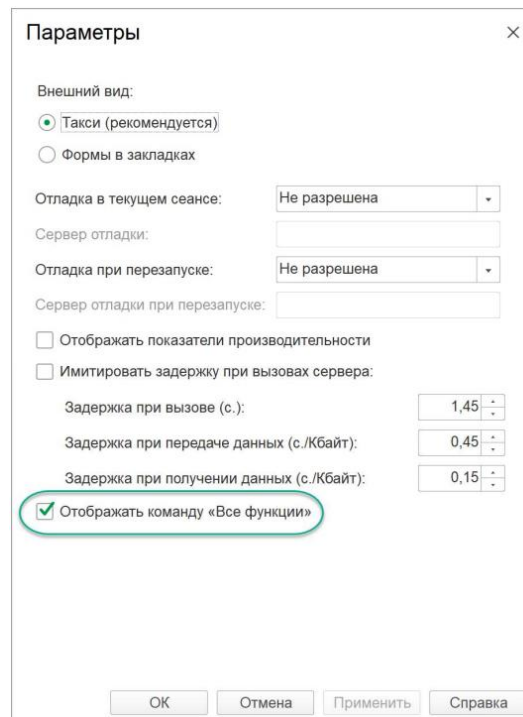 Параметры
Внешний вид:
Такси (рекомендуется)
Формы в закладках
Отладка в текущем сеансе: Не разрешена
Сервер отладки:
Отладка при перезапуске: Не разрешена
Сервер отладки при перезапуске:
Отображать показатели производительности
Имитировать задержку при вызовах сервера:
Задержка при вызове (с.): 1,45
Задержка при передаче данных (с./Кбайт): 0,45
Задержка при получении данных (с./Кбайт): 0,15
Отображать команду «Все функции»
ОК Отмена Применить Справка